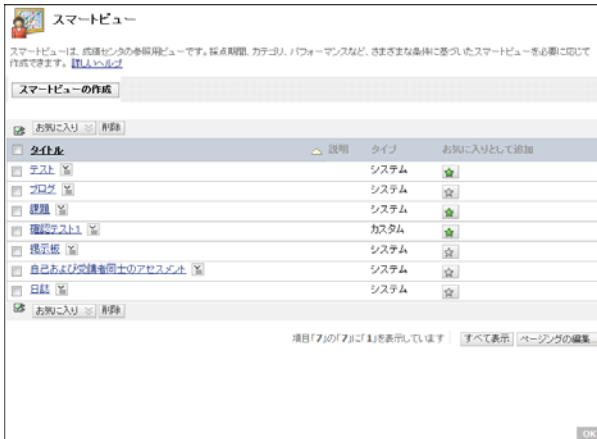 スマートビュー
スマートビューは、成績センタの参照用ビューです。採点期間、カテゴリ、パフォーマンスなど、さまざまな条件に基づいたスマートビューを必要に応じて
作成できます。 詳しいヘルプ
スマートビューの作成
お気に入り 削除
タイトル 説明 タイプ お気に入りとして追加
テスト システム
ブログ システム
課題 システム
確認テスト1 カスタム
掲示板 システム
自己および受講者同士のアセスメント システム
日誌 システム
お気に入り 削除
項目「7」の「7」に「1」を表示しています すべて表示 ページングの編集...
OK